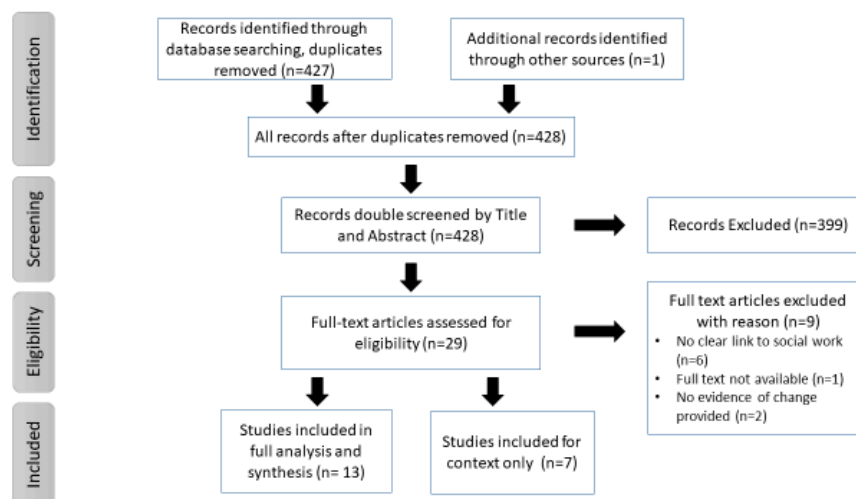 Identification
Records identified through
database searching, duplicates
removed (n=427)
Additional records identified
through other sources (n=1)
All records after duplicates removed (n=428)
Screening
Records double screened by Title
and Abstract (n=428)
Records Excluded (n=399)
Eligibility
Full-text articles assessed for
eligibility (n=29)
Full text articles excluded
with reason (n=9)
• No clear link to social work
(n=6)
• Full text not available (n=1)
• No evidence of change
provided (n=2)
Included
Studies included in
full analysis and
synthesis (n= 13)
Studies included for
context only (n=7)